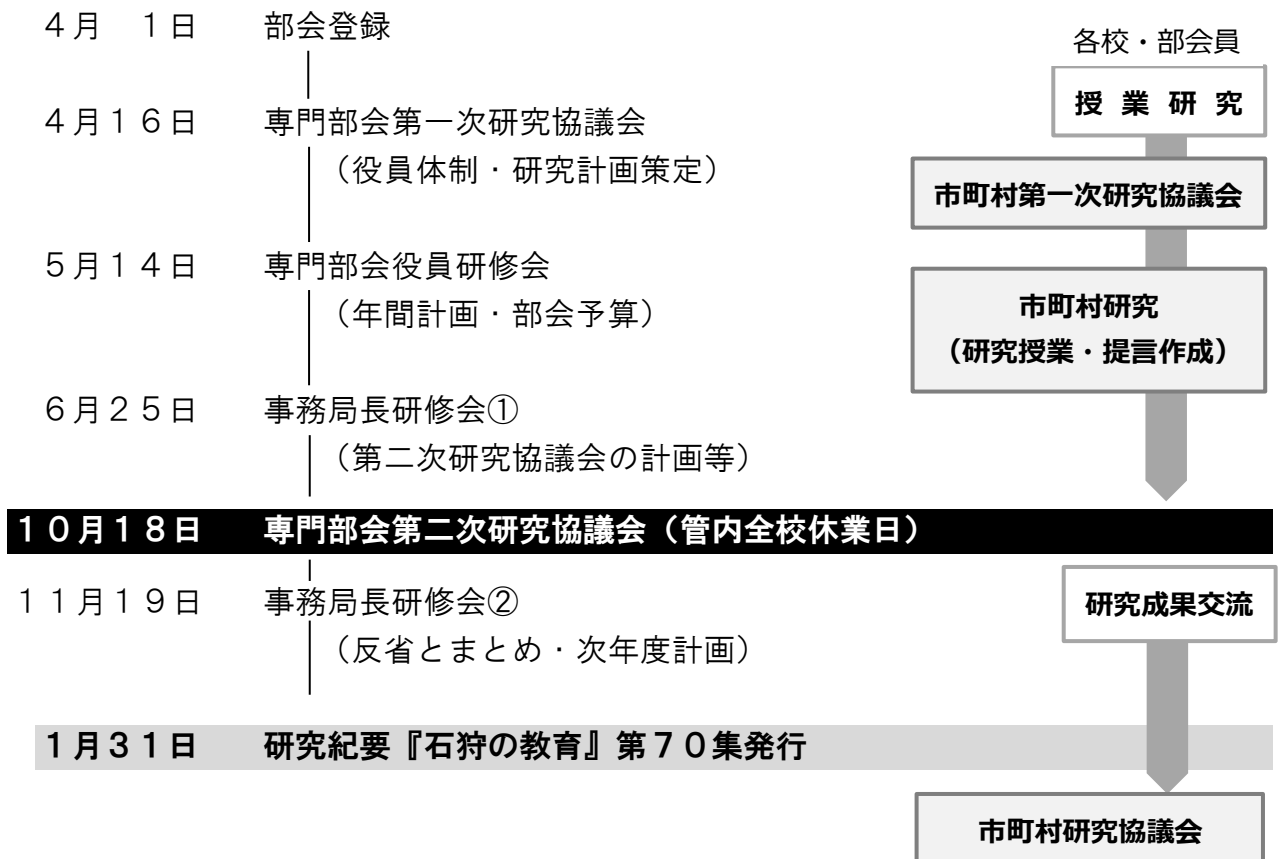 ４月　１日　　部会登録
４月１６日　　専門部会第一次研究協議会
（役員体制・研究計画策定）
５月１４日　　専門部会役員研修会
（年間計画・部会予算）
６月２５日　　事務局長研修会①
（第二次研究協議会の計画等）
１０月１８日　　専門部会第二次研究協議会（管内全校休業日）
１１月１９日　　事務局長研修会②
（反省とまとめ・次年度計画）
１月３１日　　研究紀要『石狩の教育』第７０集発行
各校・部会員
授 業 研 究
市町村第一次研究協議会
市町村研究
（研究授業・提言作成）
研究成果交流
市町村研究協議会